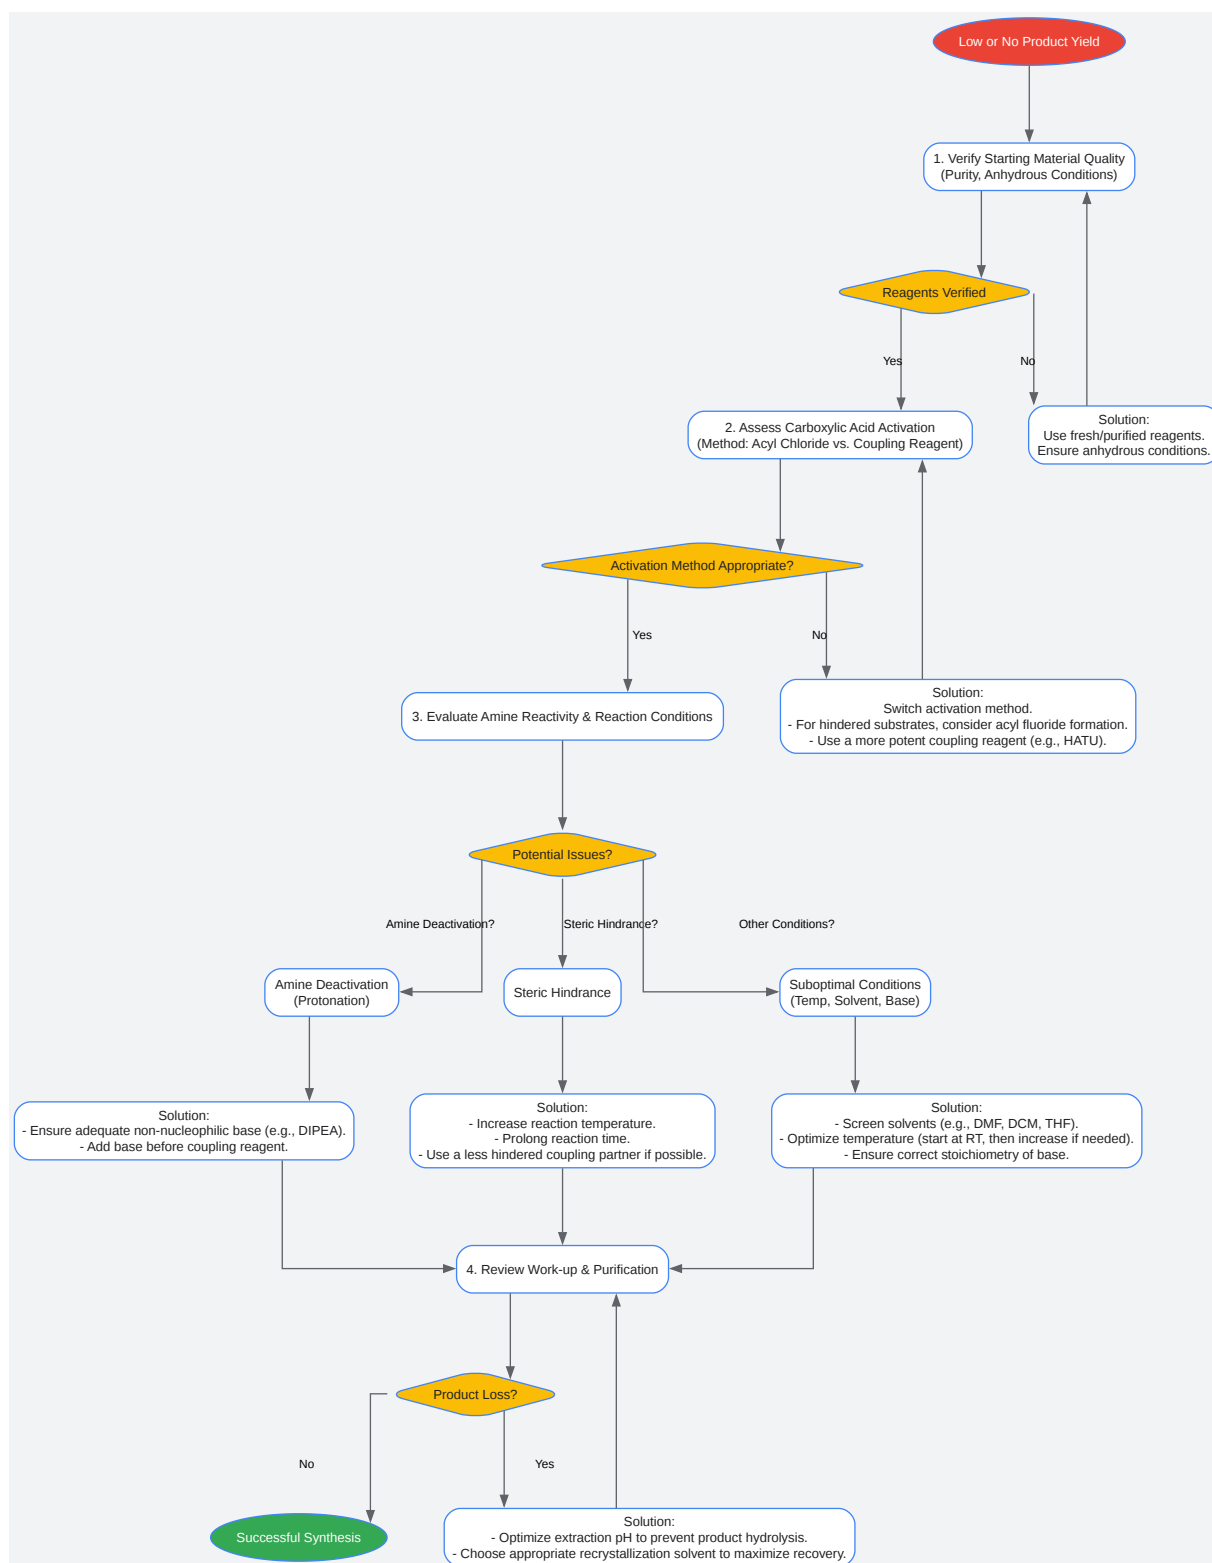 Low or No Product Yield
1. Verify Starting Material Quality
(Purity, Anhydrous Conditions)
Reagents Verified
Yes
No
Solution:
Use fresh/purified reagents.
Ensure anhydrous conditions.
2. Assess Carboxylic Acid Activation
(Method: Acyl Chloride vs. Coupling Reagent)
Activation Method Appropriate?
Yes
No
Solution:
Switch activation method.
- For hindered substrates, consider acyl fluoride formation.
- Use a more potent coupling reagent (e.g., HATU).
3. Evaluate Amine Reactivity & Reaction Conditions
Potential Issues?
Amine Deactivation?
Steric Hindrance?
Other Conditions?
Amine Deactivation
(Protonation)
Steric Hindrance
Suboptimal Conditions
(Temp, Solvent, Base)
Solution:
- Ensure adequate non-nucleophilic base (e.g., DIPEA).
- Add base before coupling reagent.
Solution:
- Increase reaction temperature.
- Prolong reaction time.
- Use a less hindered coupling partner if possible.
Solution:
- Screen solvents (e.g., DMF, DCM, THF).
- Optimize temperature (start at RT, then increase if needed).
- Ensure correct stoichiometry of base.
4. Review Work-up & Purification
Product Loss?
No
Yes
Successful Synthesis
Solution:
- Optimize extraction pH to prevent product hydrolysis.
- Choose appropriate recrystallization solvent to maximize recovery.